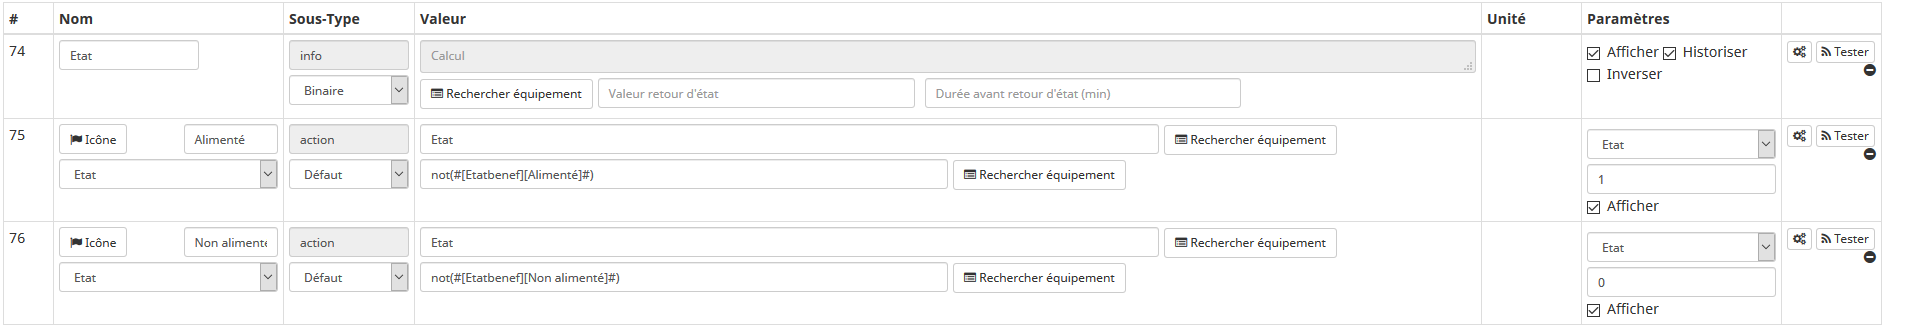 # Nom Sous-Type Valeur Unité Paramètres
74 Etat info Calcul Afficher Historiser Tester
Inverser
Binaire Rechercher équipement Valeur retour d'état Durée avant retour d'état (min)
75 Icône Alimenté action Etat Rechercher équipement Etat Tester
Etat Défaut not(#[Etatbenef][Alimenté]#) Rechercher équipement 1
Afficher
76 Icône Non alimenté action Etat Rechercher équipement Etat Tester
Etat Défaut not(#[Etatbenef][Non alimenté]#) Rechercher équipement 0
Afficher